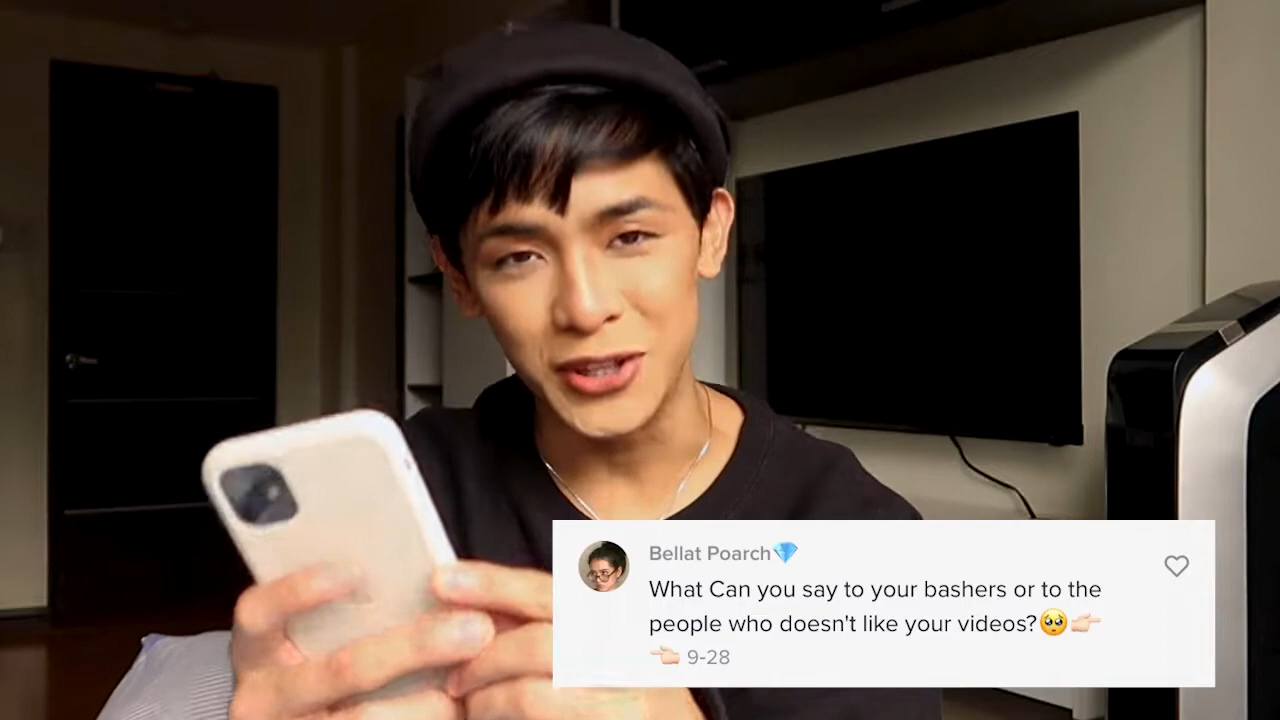 Bellat Poarch💎
What Can you say to your bashers or to the
people who doesn't like your videos?🥺👉🏻
👈🏻 9-28